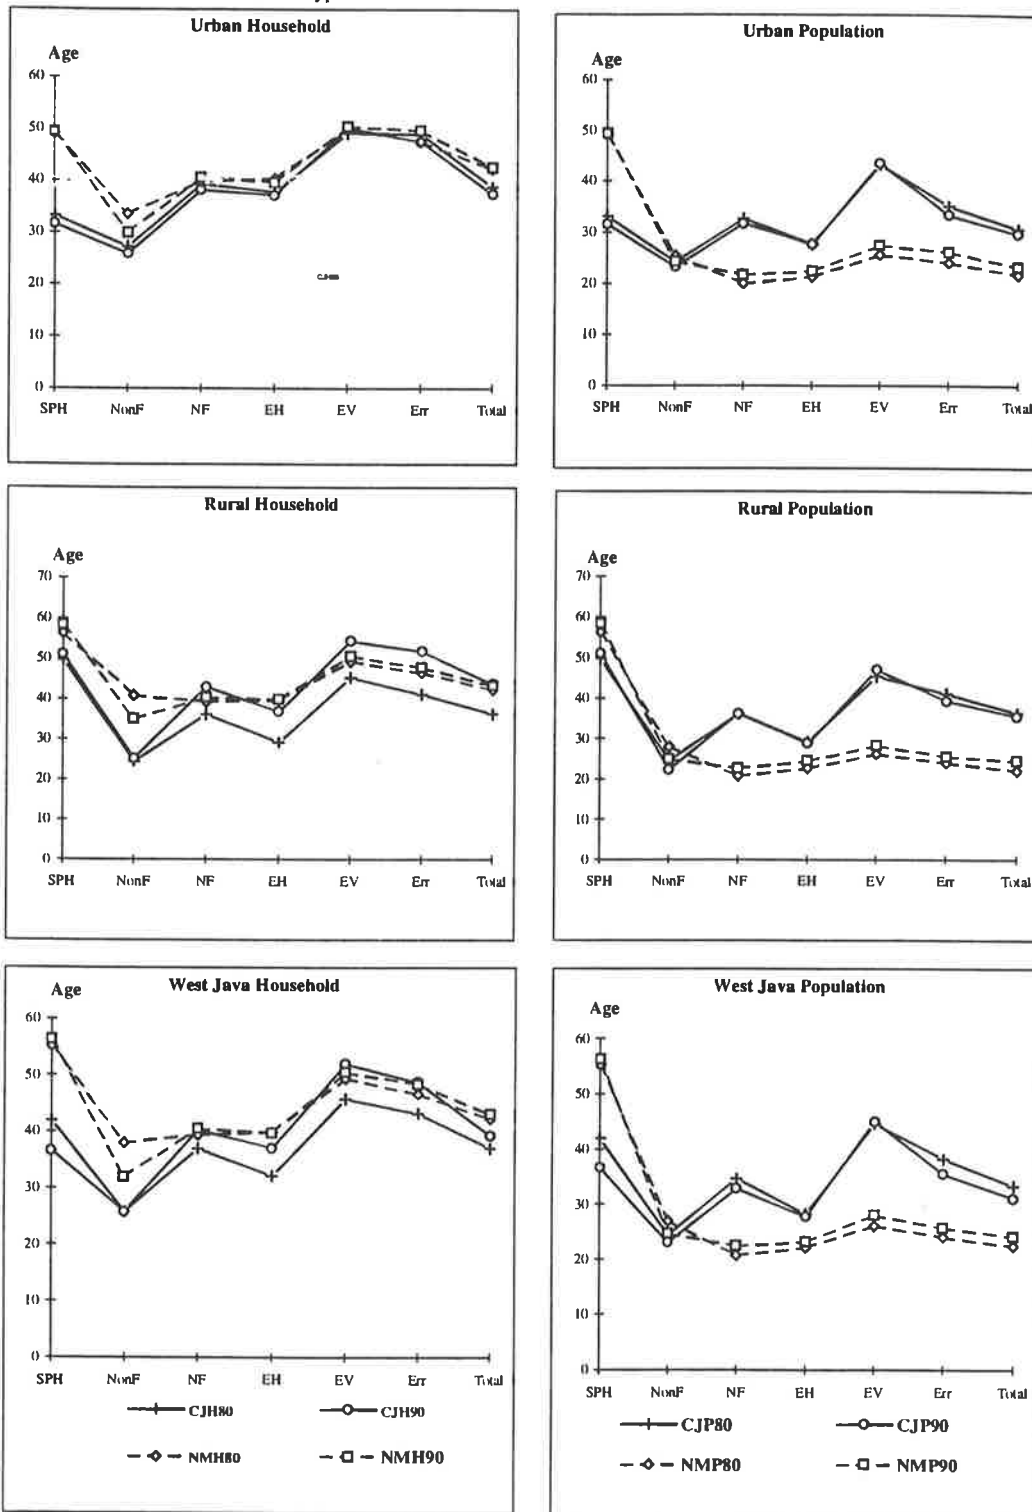 Urban Household
Age
60
50
40
30
20
10
0
CJH80
SPH NonF NF EH EV Err Total
Urban Population
Age
60
50
40
30
20
10
0
SPH NonF NF EH EV Err Total
Rural Household
Age
70
60
50
40
30
20
10
0
SPH NonF NF EH EV Err Total
Rural Population
Age
70
60
50
40
30
20
10
0
SPH NonF NF EH EV Err Total
West Java Household
Age
60
50
40
30
20
10
0
SPH NonF NF EH EV Err Total
CJH80 CJH90
NMH80 NMH90
West Java Population
Age
60
50
40
30
20
10
0
SPH NonF NF EH EV Err Total
CJP80 CJP90
NMP80 NMP90